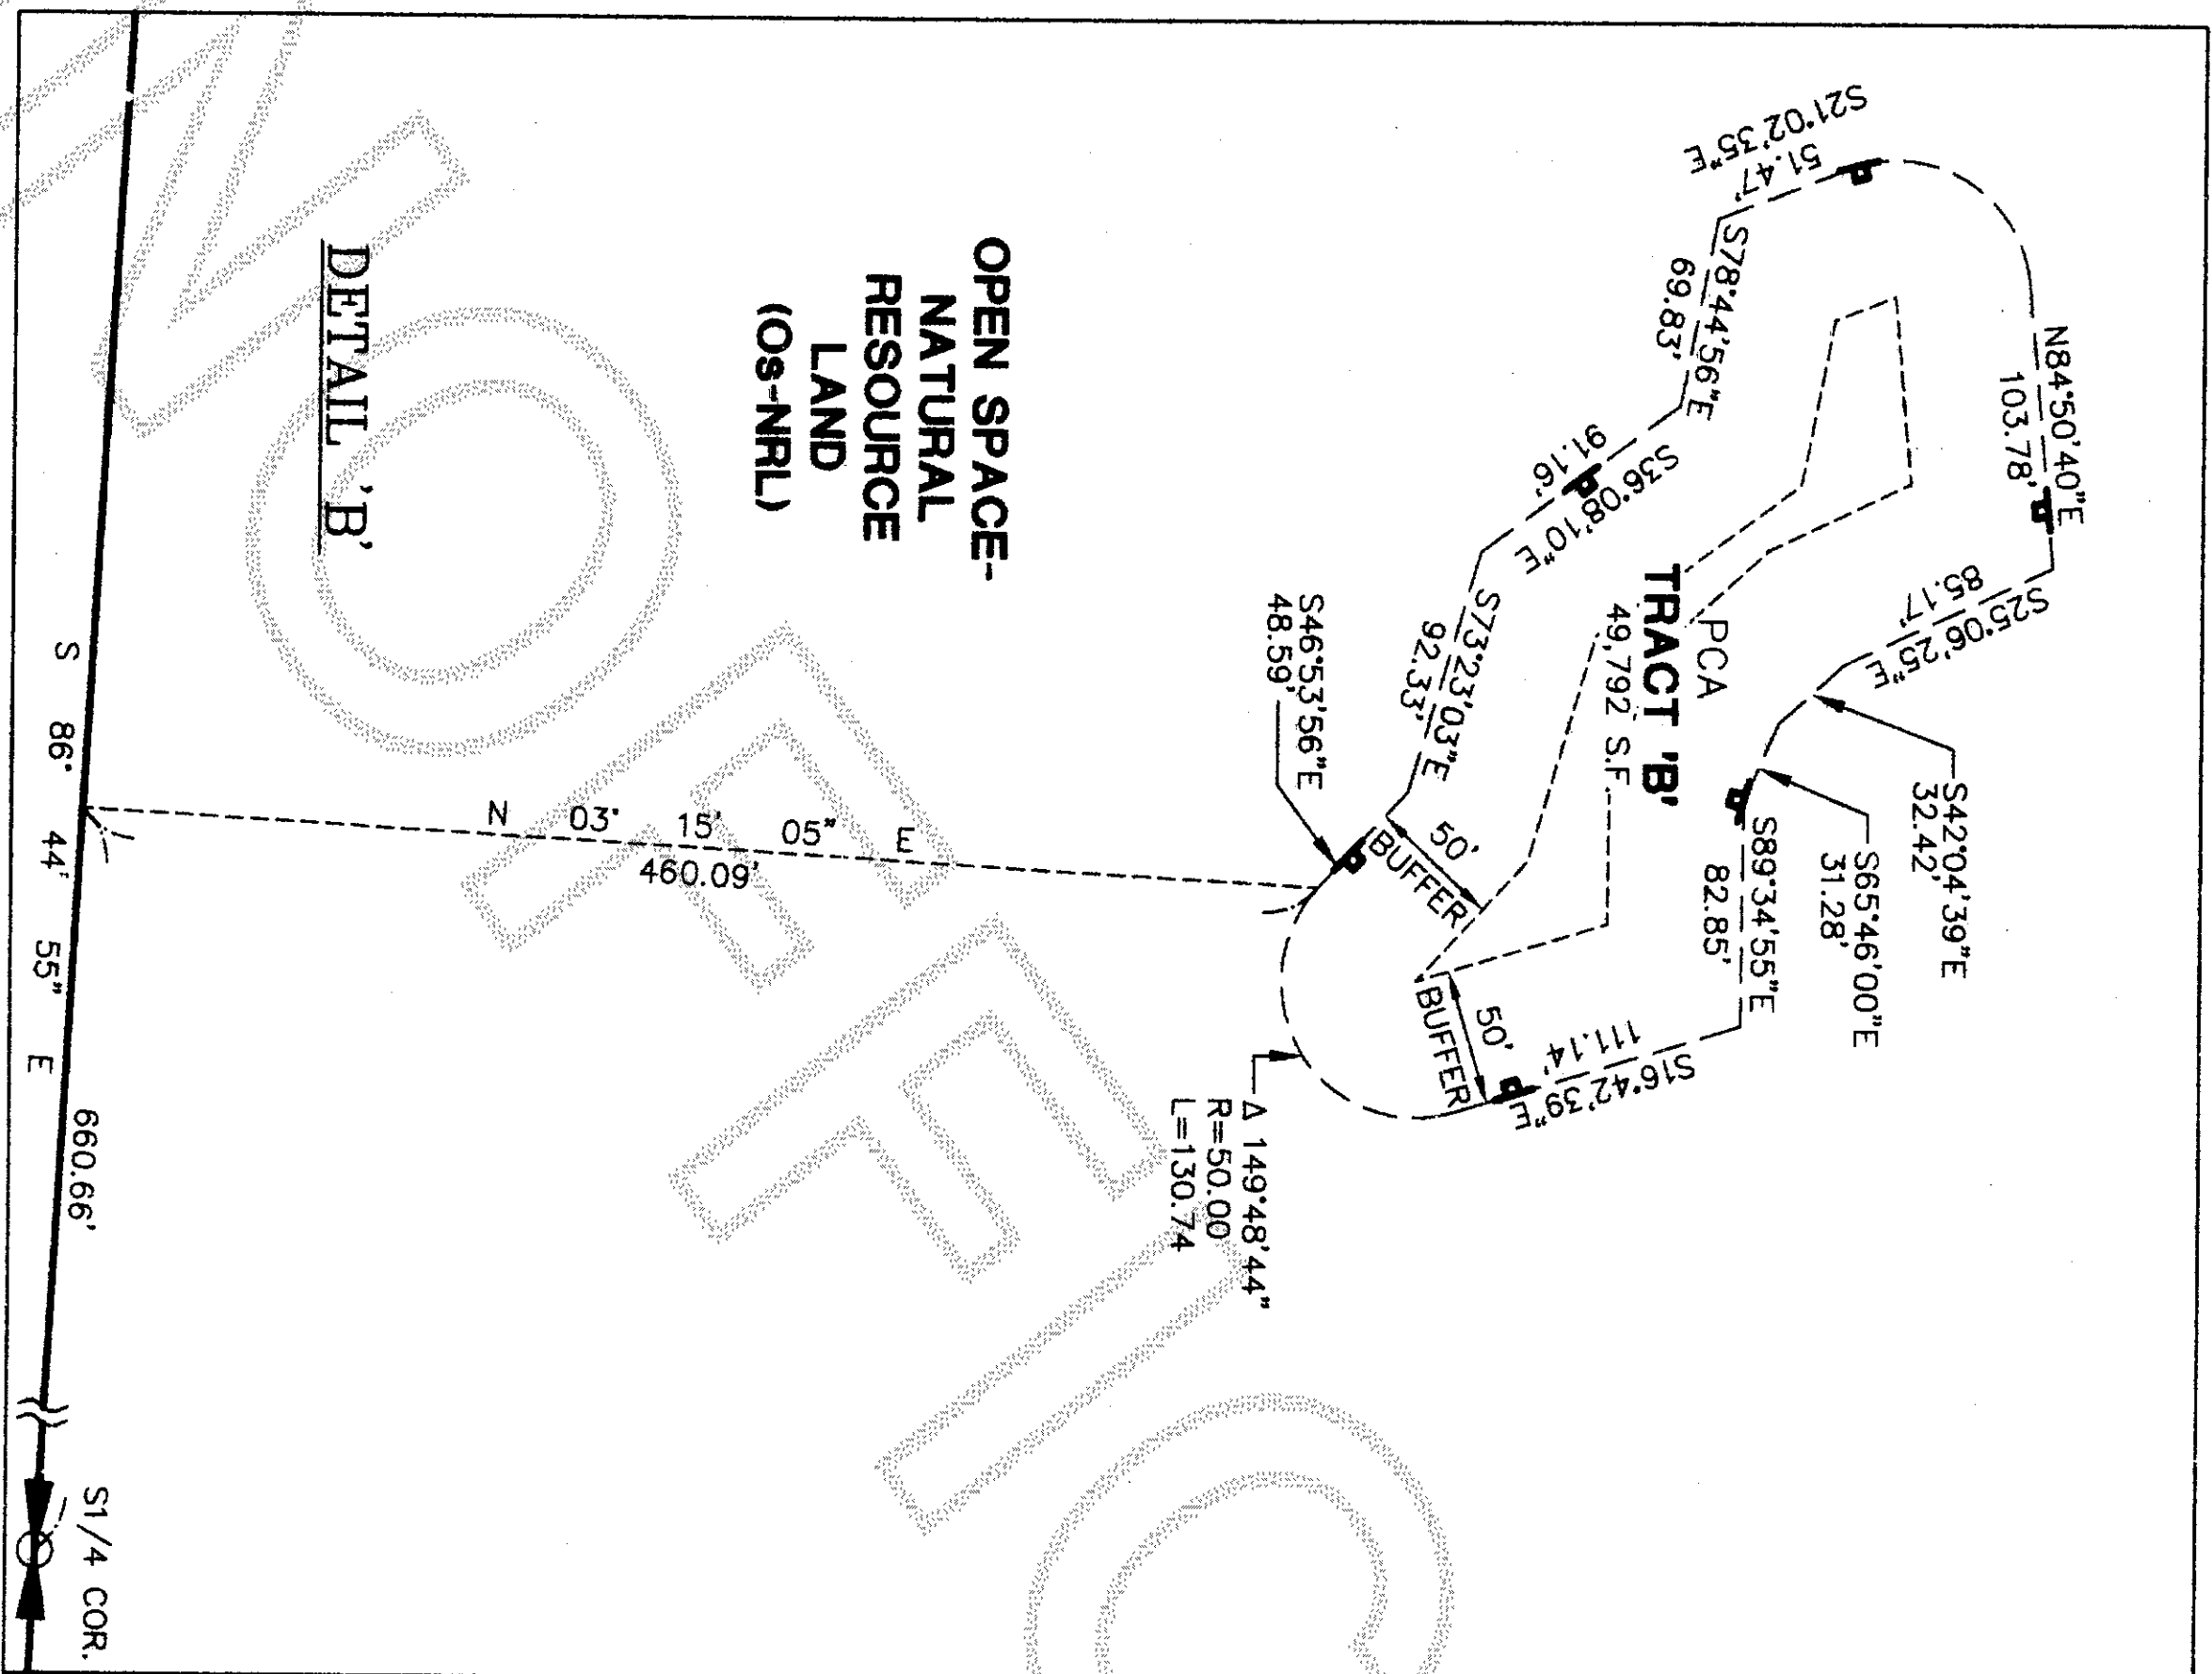 N84°50'40"E
103.78'
S21°02'35"E
51.47'
S25°06'25"E
85.17'
S42°04'39"E
32.42'
S65°46'00"E
31.28'
S78°44'56"E
69.83'
PCA
TRACT 'B'
49,792 S.F.
S89°34'55"E
82.85'
S36°08'10"E
91.16'
S73°23'03"E
92.33'
S16°42'39"E
111.14'
50'
BUFFER
50'
BUFFER
S46°53'56"E
48.59'
Δ 149°48'44"
R=50.00
L=130.74
OPEN SPACE-
NATURAL
RESOURCE
LAND
(Os-NRL)
N 03° 15' 05" E
460.09'
DETAIL 'B'
S 86° 44' 55" E 660.66'
S1/4 COR.
NOFFIC